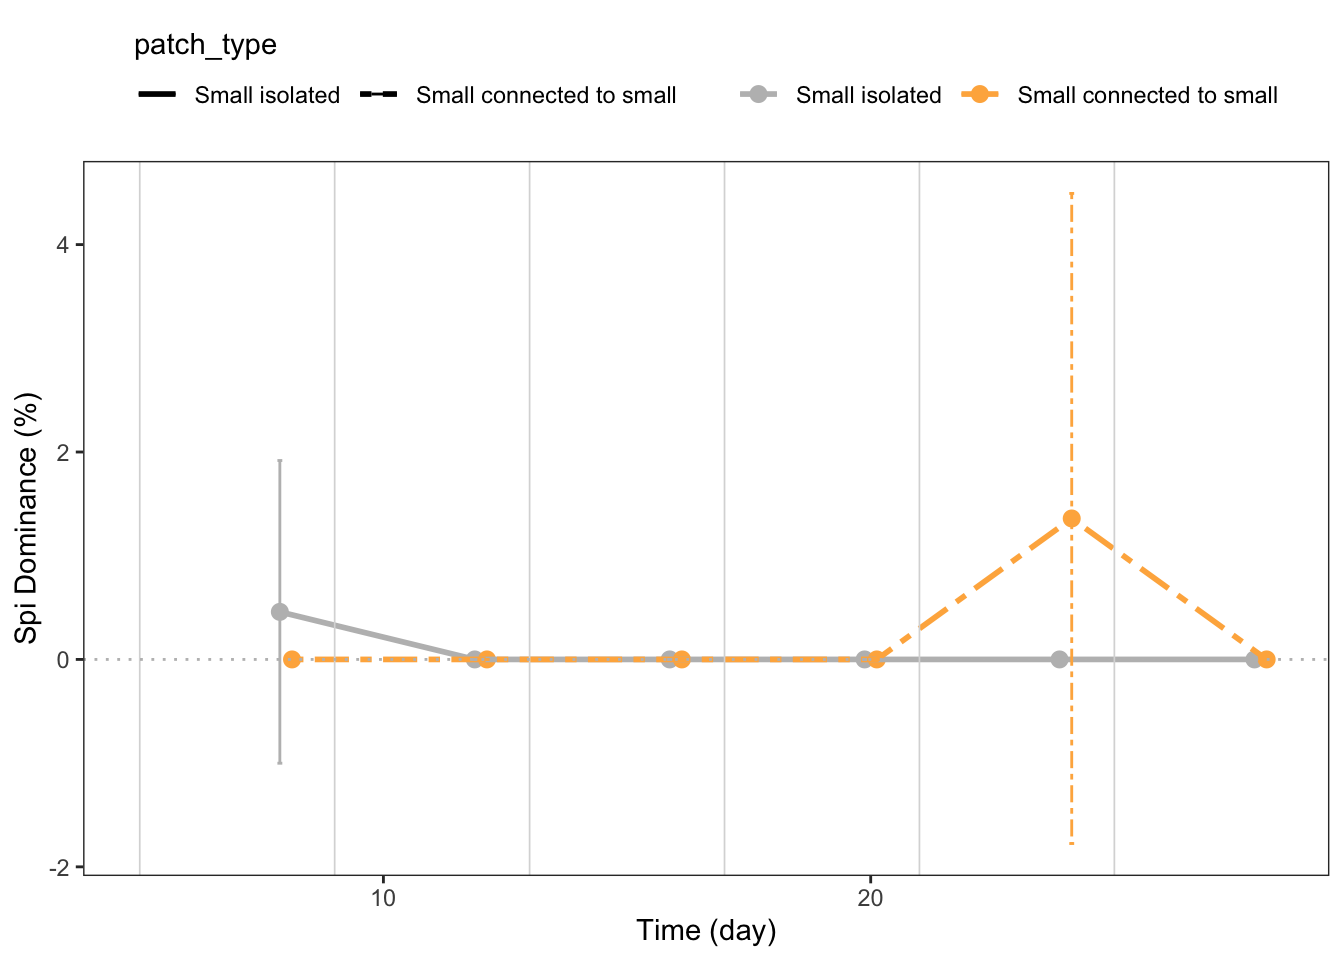 patch_type
Small isolated Small connected to small Small isolated Small connected to small
4
2
0
-2
Spi Dominance (%)
10 20
Time (day)